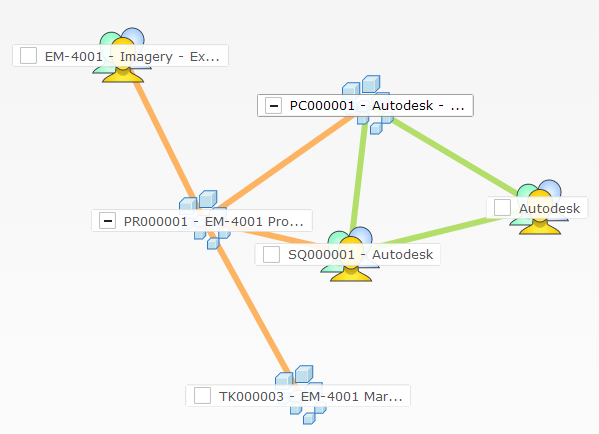 EM-4001 - Imagery - Ex...
PC000001 - Autodesk - ...
Autodesk
PR000001 - EM-4001 Pro...
SQ000001 - Autodesk
TK000003 - EM-4001 Mar...